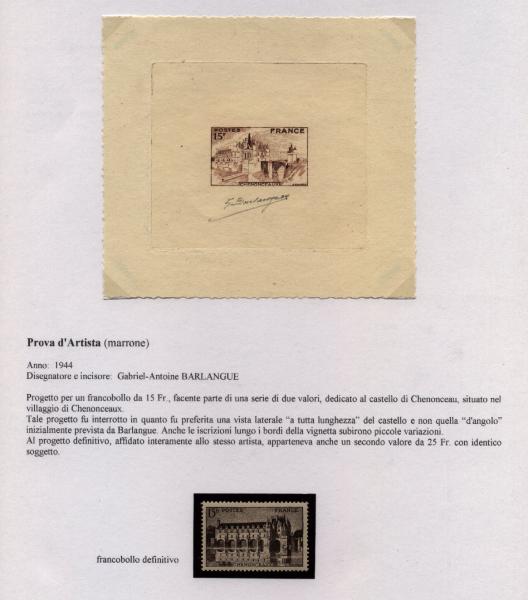 POSTES FRANCE
15F
CHENONCEAUX
Prova d'Artista (marrone)
Anno: 1944
Disegnatore e incisore: Gabriel-Antoine BARLANGUE
Progetto per un francobollo da 15 Fr., facente parte di una serie di due valori, dedicato al castello di Chenonceau, situato nel
villaggio di Chenonceaux.
Tale progetto fu interrotto in quanto fu preferita una vista laterale “a tutta lunghezza” del castello e non quella “d'angolo”
inizialmente prevista da Barlangue. Anche le iscrizioni lungo i bordi della vignetta subirono piccole variazioni.
Al progetto definitivo, affidato interamente allo stesso artista, apparteneva anche un secondo valore da 25 Fr. con identico
soggetto.
15F POSTES FRANCE
CHENONCEAUX
francobollo definitivo